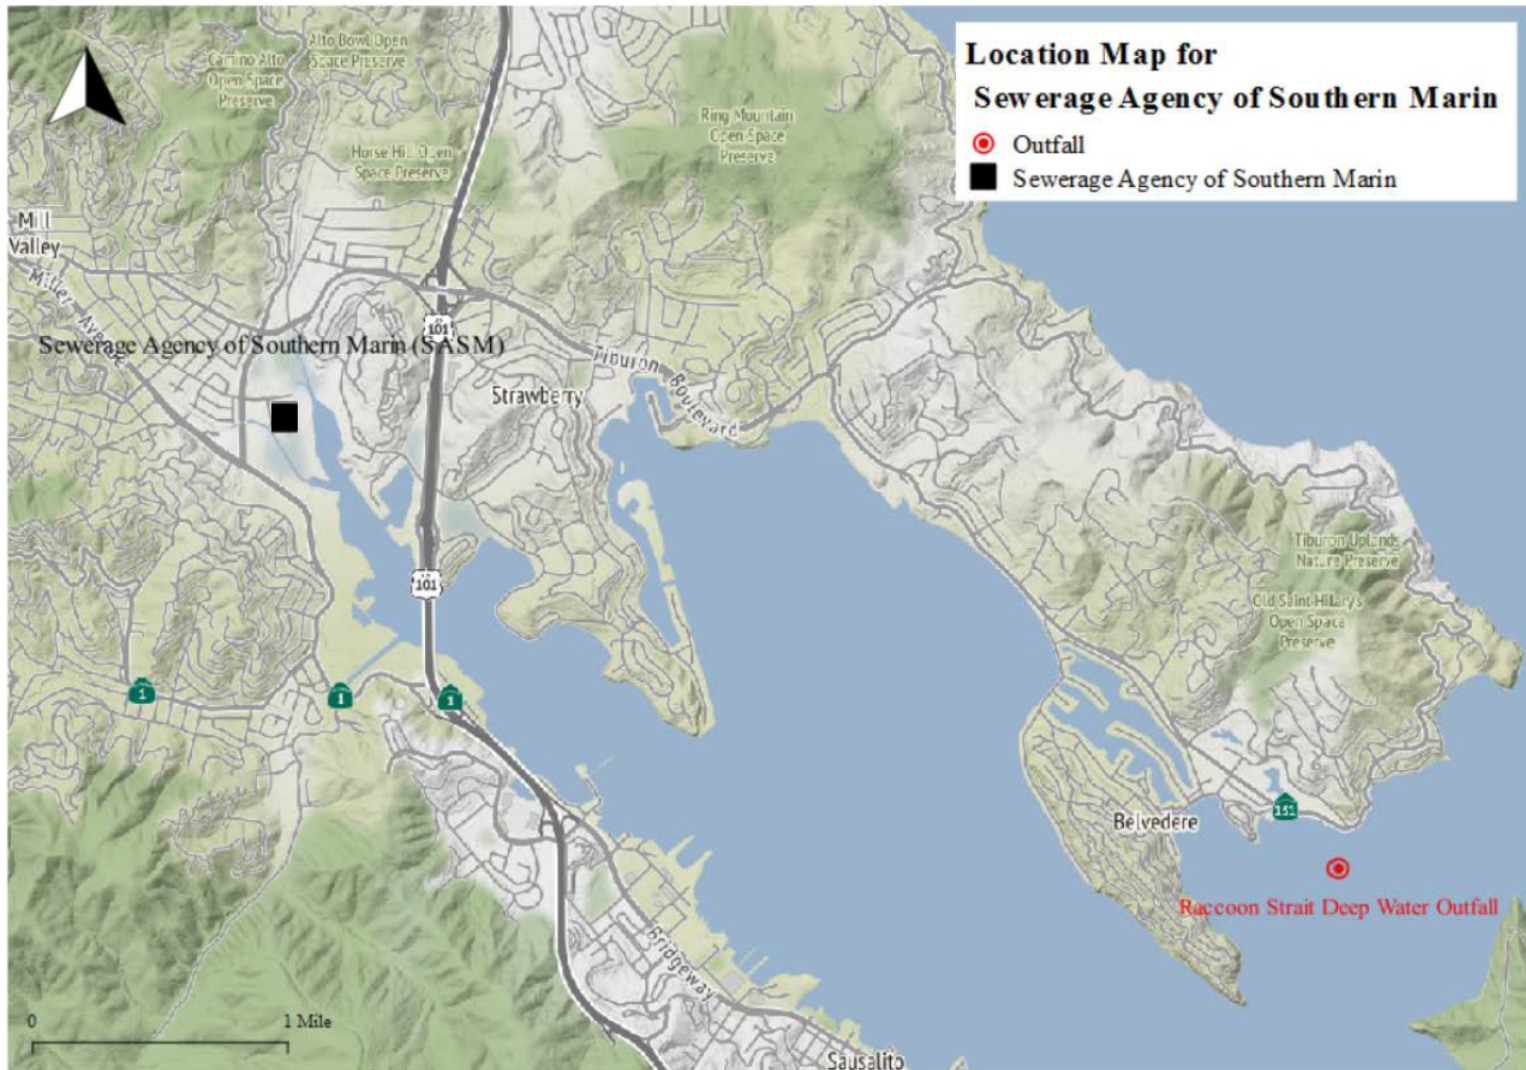 Location Map for
Sewerage Agency of Southern Marin
Outfall
Sewerage Agency of Southern Marin
Alto Bowl Open
Space Preserve
Camino Alto
Open Space
Preserve
Ring Mountain
Open Space
Preserve
Horse Hill Open
Space Preserve
Mill
Valley
Miller Avenue
101
Sewerage Agency of Southern Marin (SASM)
Tiburon Boulevard
Strawberry
Tiburon Uplands
Nature Preserve
101
Old Saint Hilary's
Open Space
Preserve
1
1
1
131
Belvedere
Raccoon Strait Deep Water Outfall
Bridgeway
0
1 Mile
Sausalito